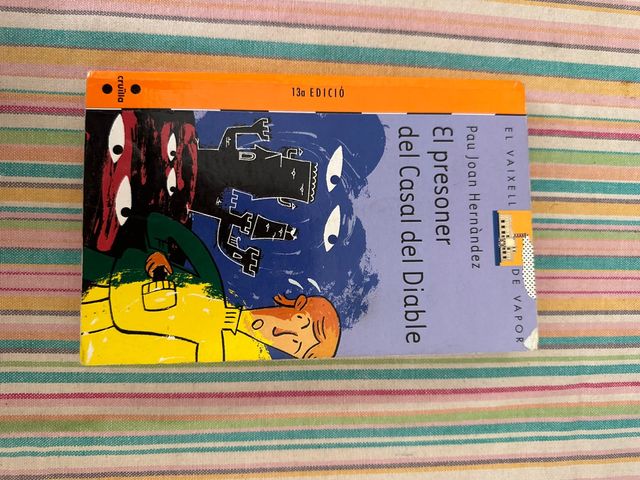 EL VAIXELL DE VAPOR
Pau Joan Hernàndez
El presoner
del Casal del Diable
13a EDICIÓ
cruïlla